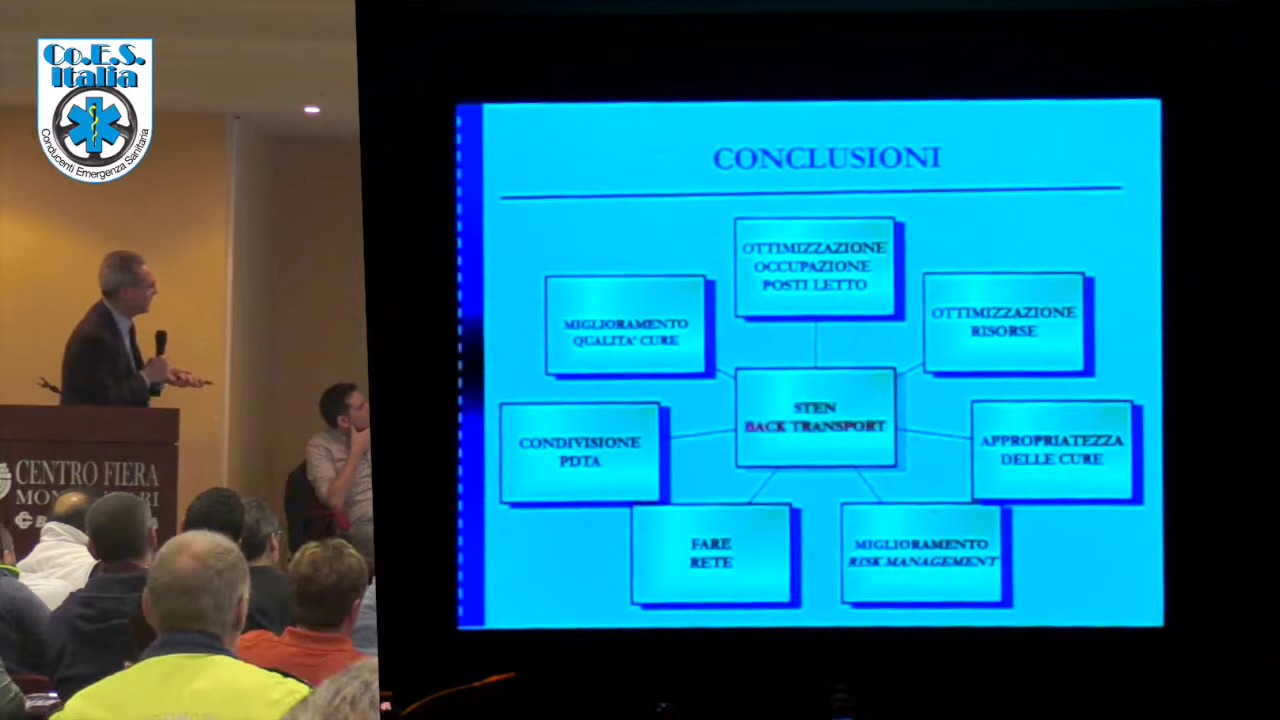 Co.E.S.
Italia
Conducenti Emergenza Sanitaria
CENTRO FIERA
CONCLUSIONI
OTTIMIZZAZIONE
OCCUPAZIONE
POSTI LETTO
MIGLIORAMENTO
QUALITA' CURE
OTTIMIZZAZIONE
RISORSE
STEN
BACK TRANSPORT
CONDIVISIONE
PDTA
APPROPRIATEZZA
DELLE CURE
FARE
RETE
MIGLIORAMENTO
RISK MANAGEMENT